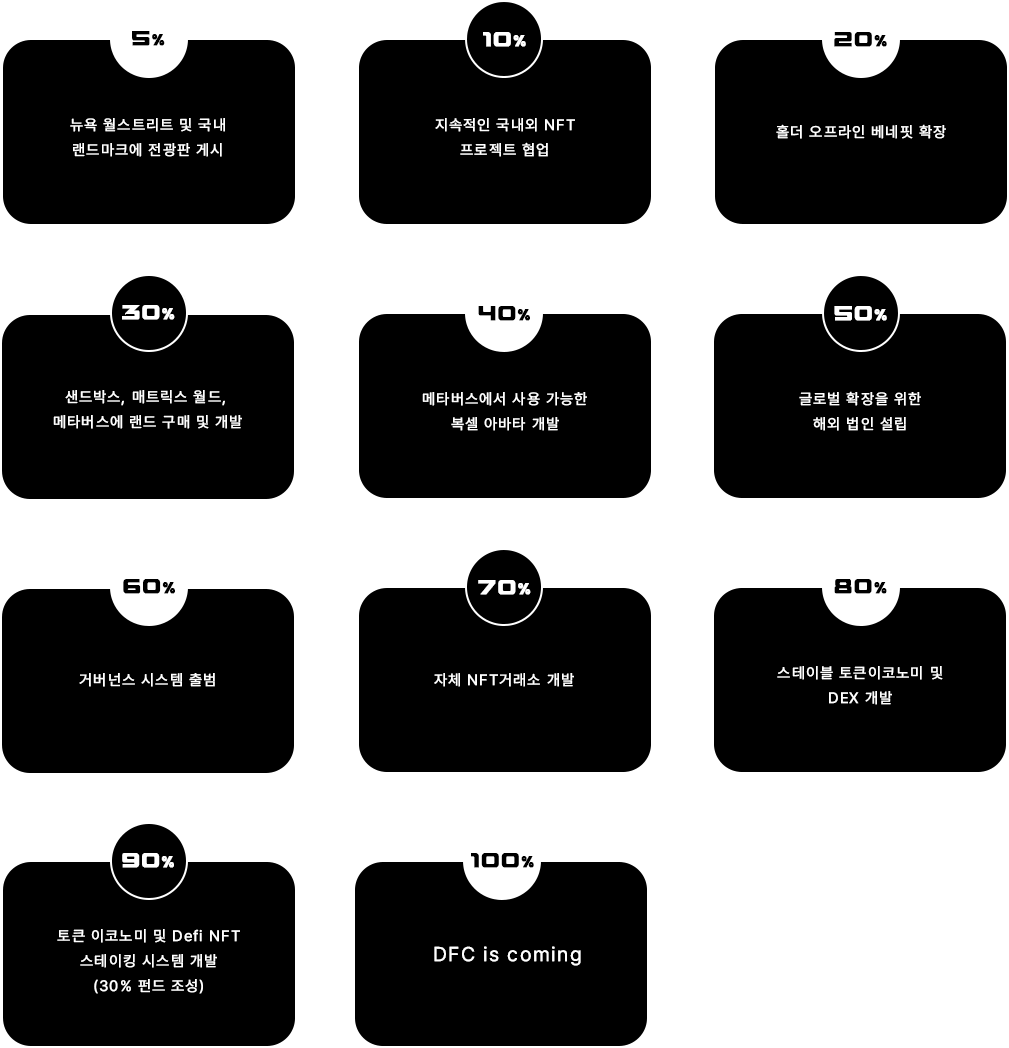 5%
뉴욕 월스트리트 및 국내
랜드마크에 전광판 게시
10%
지속적인 국내외 NFT
프로젝트 협업
20%
홀더 오프라인 베네핏 확장
30%
샌드박스, 매트릭스 월드,
메타버스에 랜드 구매 및 개발
40%
메타버스에서 사용 가능한
복셀 아바타 개발
50%
글로벌 확장을 위한
해외 법인 설립
60%
거버넌스 시스템 출범
70%
자체 NFT거래소 개발
80%
스테이블 토큰이코노미 및
DEX 개발
90%
토큰 이코노미 및 Defi NFT
스테이킹 시스템 개발
(30% 펀드 조성)
100%
DFC is coming